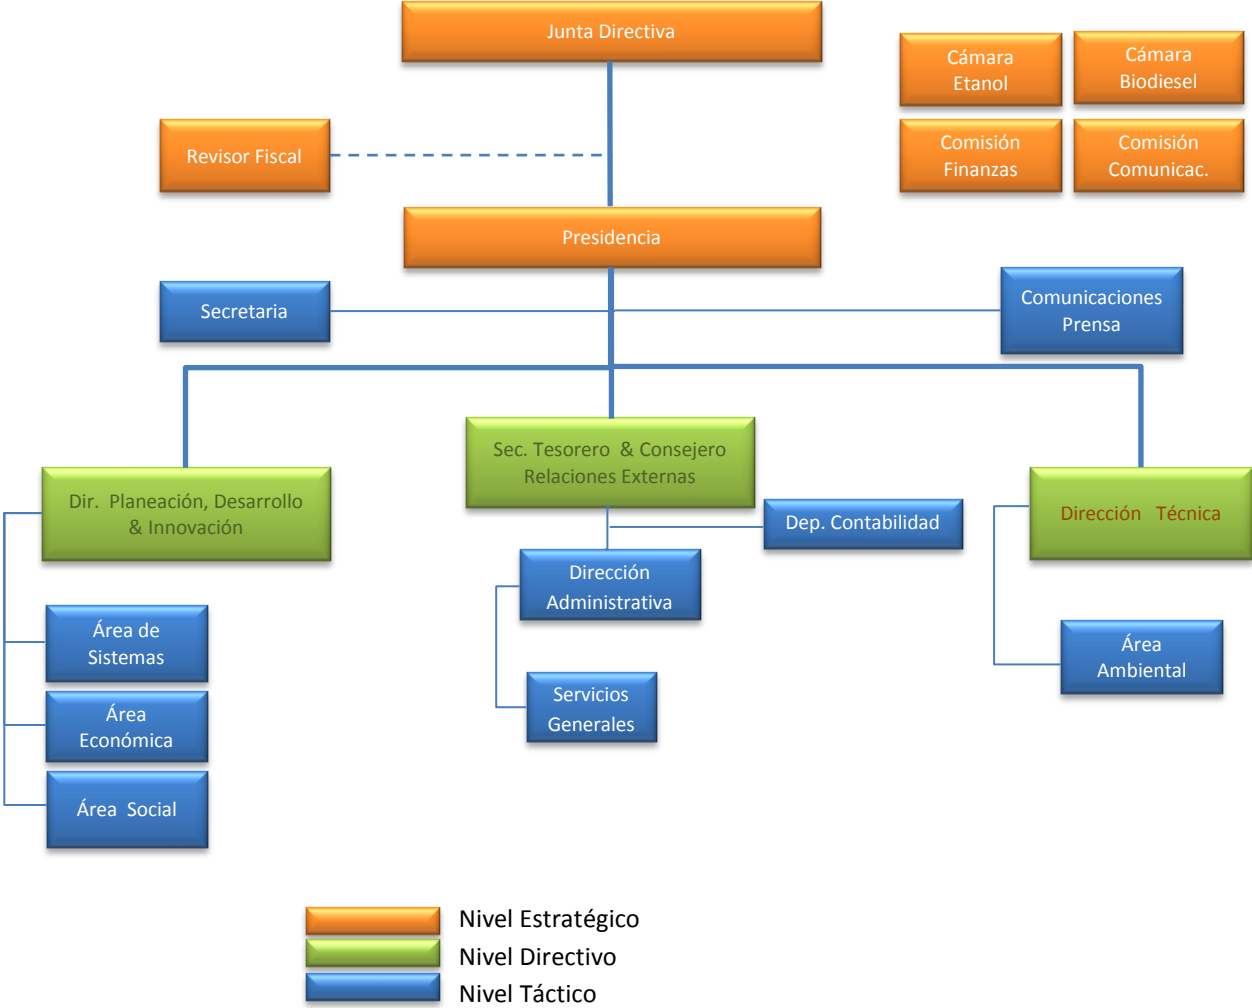 Junta Directiva
Cámara
Etanol
Cámara
Biodiesel
Revisor Fiscal
Comisión
Finanzas
Comisión
Comunicac.
Presidencia
Secretaria
Comunicaciones
Prensa
Sec. Tesorero & Consejero
Relaciones Externas
Dir. Planeación, Desarrollo
& Innovación
Dep. Contabilidad
Dirección Técnica
Dirección
Administrativa
Área de
Sistemas
Área
Ambiental
Servicios
Generales
Área
Económica
Área Social
Nivel Estratégico
Nivel Directivo
Nivel Táctico